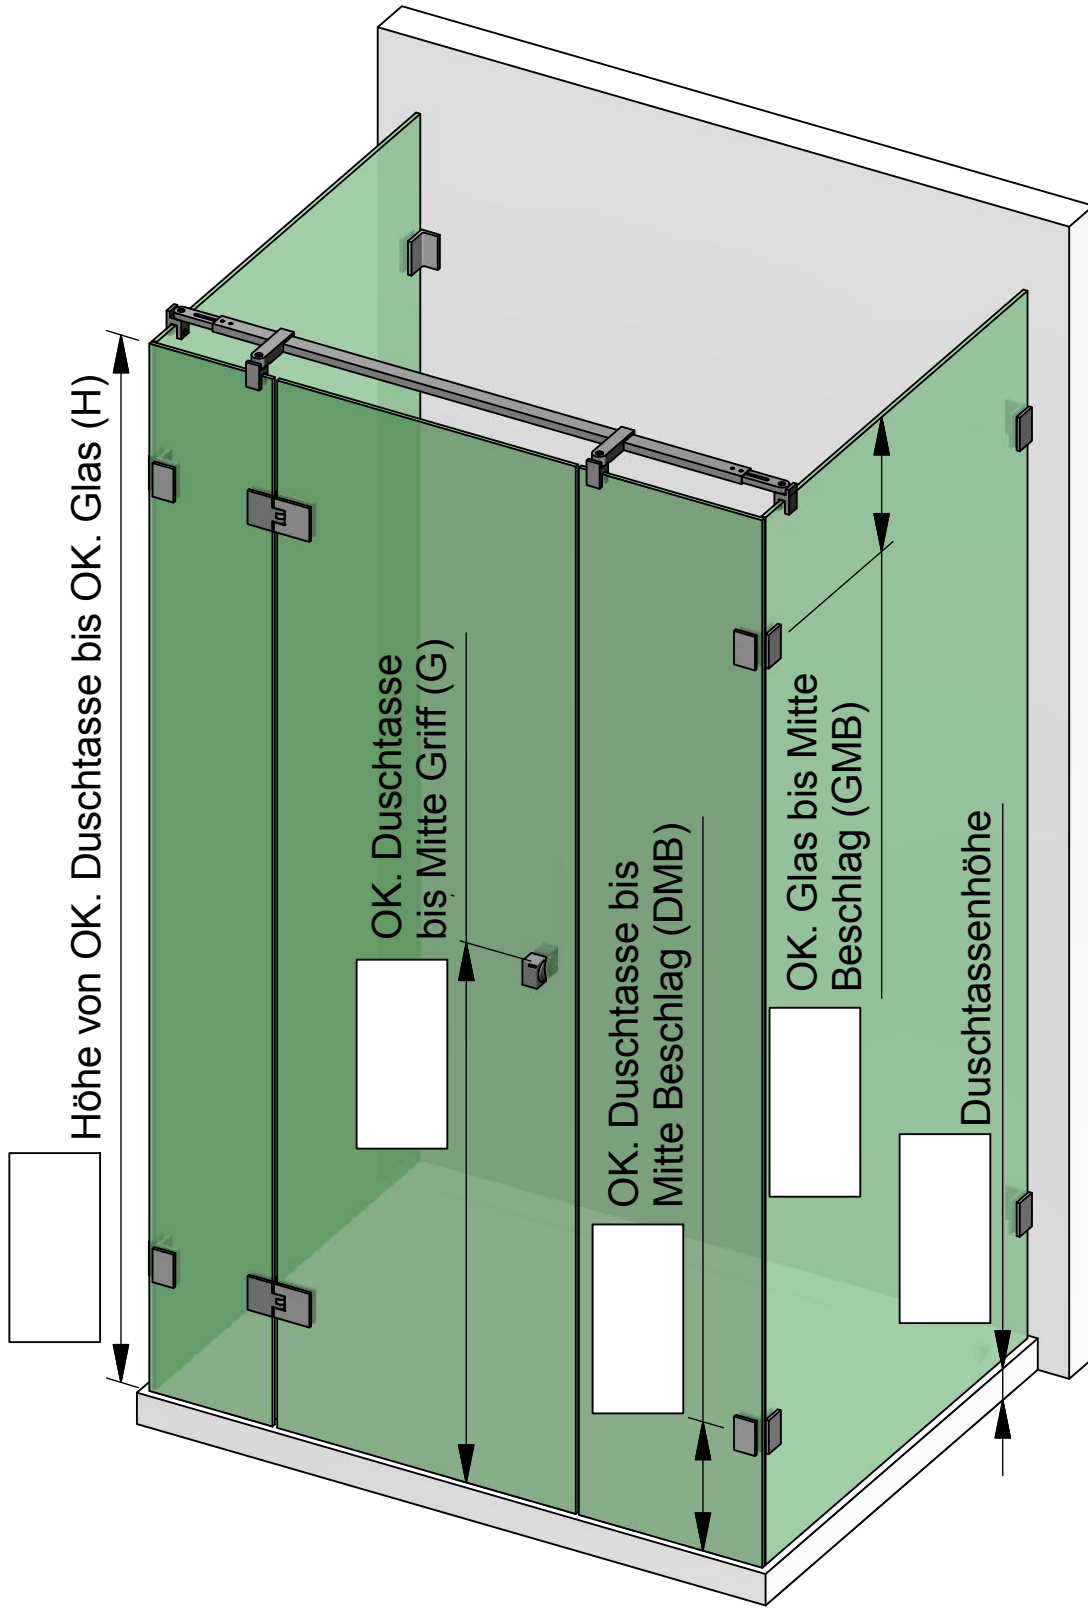 Höhe von OK. Duschtasse bis OK. Glas (H)
OK. Duschtasse
bis Mitte Griff (G)
OK. Duschtasse bis
Mitte Beschlag (DMB)
OK. Glas bis Mitte
Beschlag (GMB)
Duschtassenhöhe